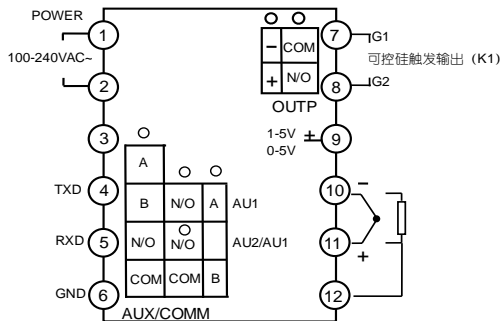 POWER
1
100-240VAC~
2
3
TXD 4
RXD 5
GND 6
− COM
+ N/O
OUTP
7 G1
可控硅触发输出（K1）
8 G2
1-5V
0-5V
+
−
9
10 −
11 +
12
A
B N/O A AU1
N/O N/O AU2/AU1
COM COM B
AUX/COMM